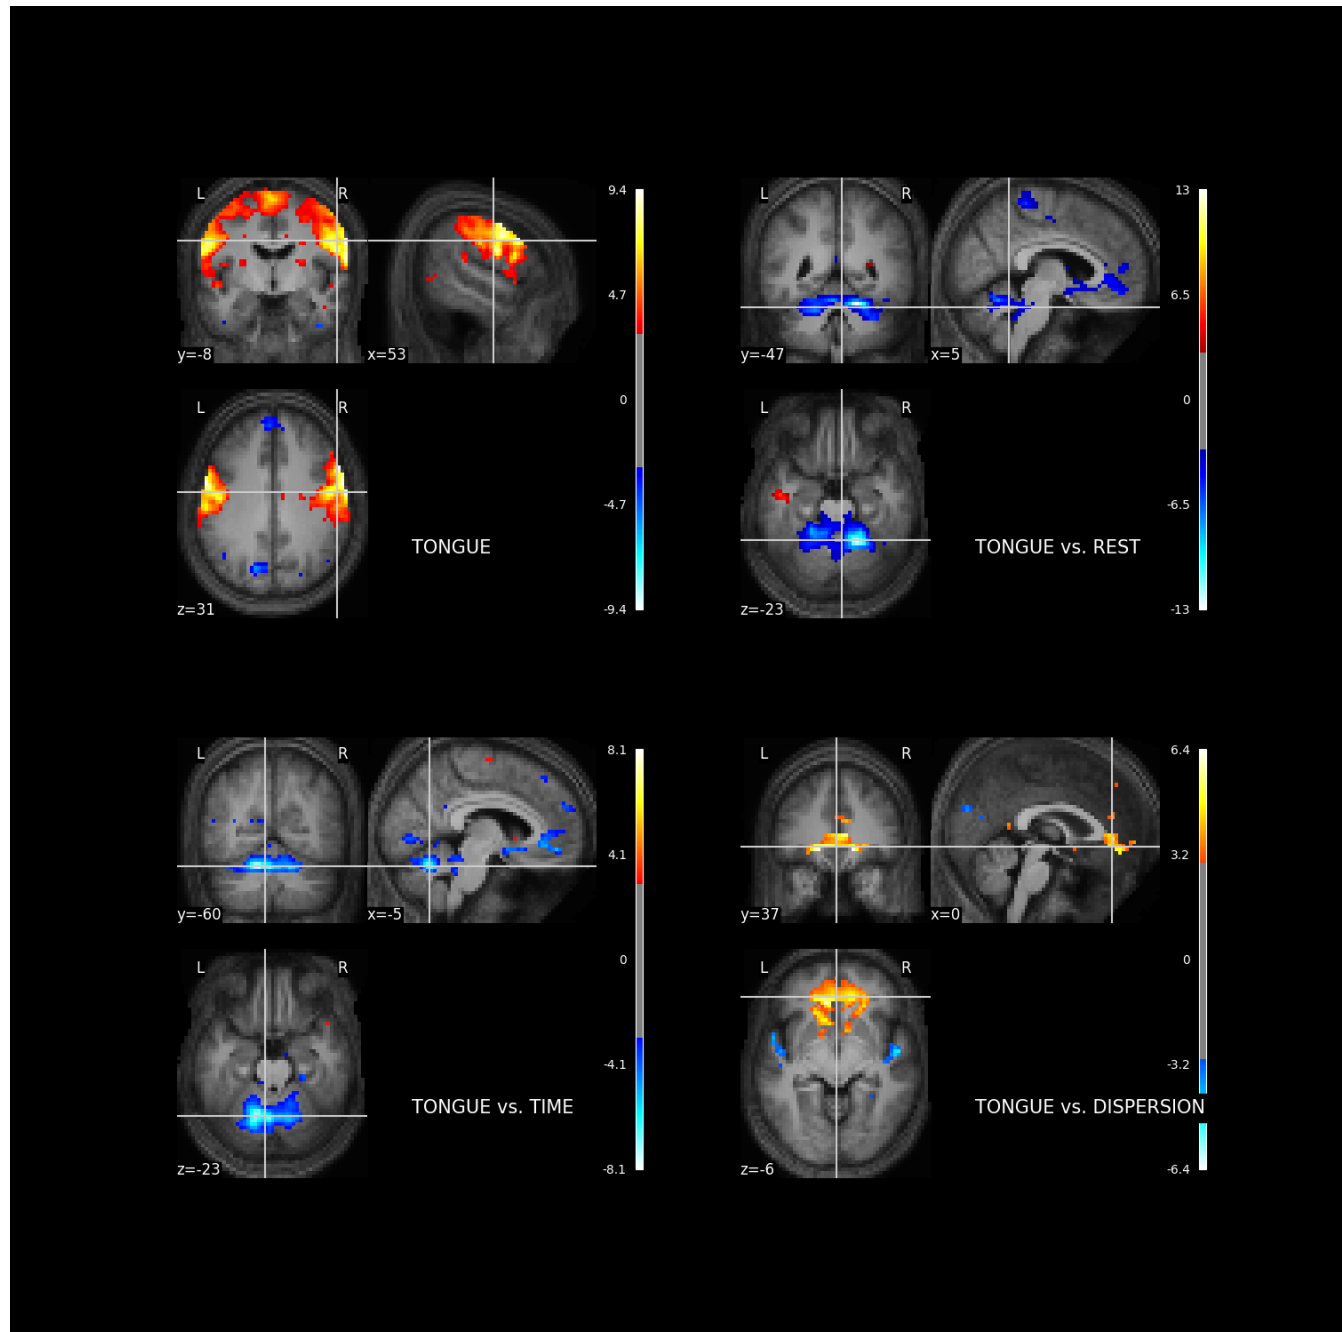 L R
9.4
4.7
0
-4.7
-9.4
y=-8
x=53
L R
z=31
TONGUE
L R
13
6.5
0
-6.5
-13
y=-47
x=5
L R
z=-23
TONGUE vs. REST
L R
8.1
4.1
0
-4.1
-8.1
y=-60
x=-5
L R
z=-23
TONGUE vs. TIME
L R
6.4
3.2
0
-3.2
-6.4
y=37
x=0
L R
z=-6
TONGUE vs. DISPERSION